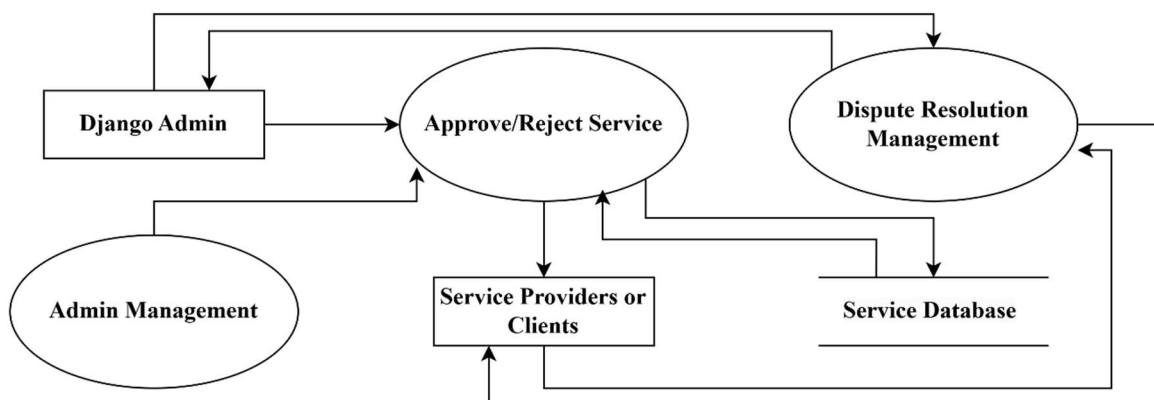 Django Admin
Approve/Reject Service
Dispute Resolution
Management
Admin Management
Service Providers or
Clients
Service Database